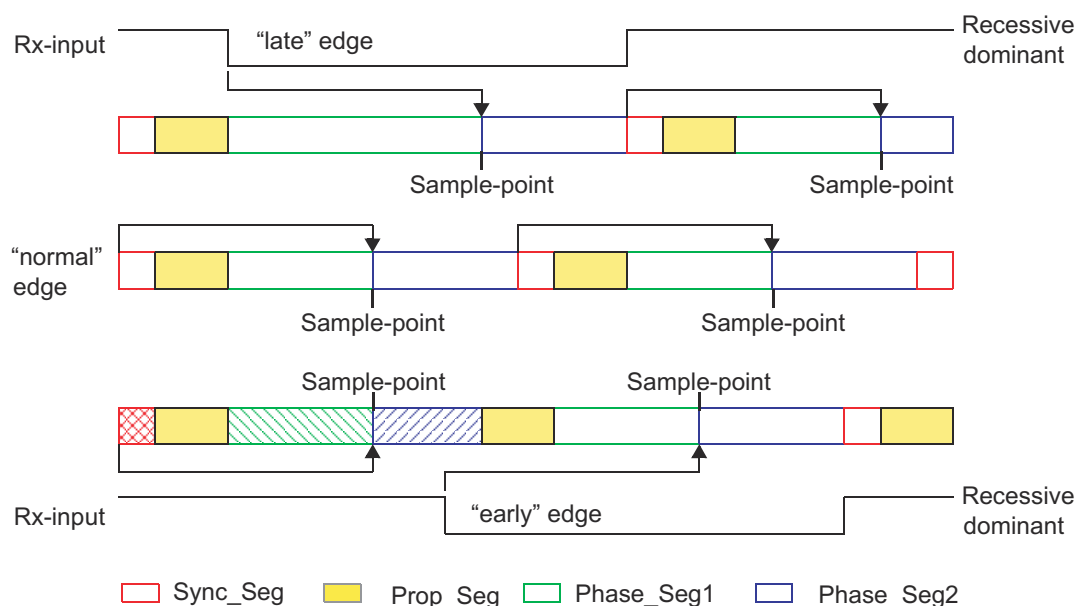 Rx-input
“late” edge
Recessive
dominant
Sample-point
Sample-point
“normal”
edge
Sample-point
Sample-point
Sample-point
Sample-point
Rx-input
“early” edge
Recessive
dominant
Sync_Seg
Prop_Seg
Phase_Seg1
Phase_Seg2